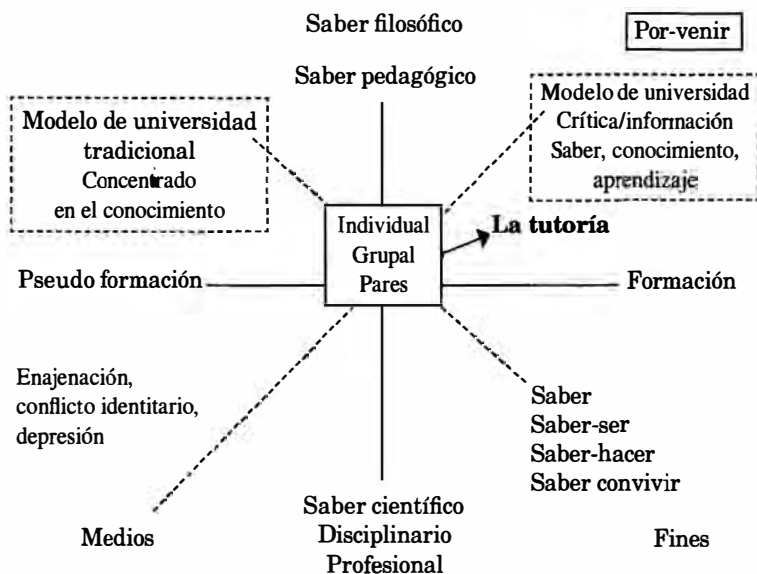 Saber filosófico
Por-venir
Saber pedagógico
Modelo de universidad
tradicional
Concentrado
en el conocimiento
Modelo de universidad
Crítica/información
Saber, conocimiento,
aprendizaje
Individual
Grupal
Pares
La tutoría
Pseudo formación
Formación
Enajenación,
conflicto identitario,
depresión
Saber
Saber-ser
Saber-hacer
Saber convivir
Medios
Saber científico
Disciplinario
Profesional
Fines